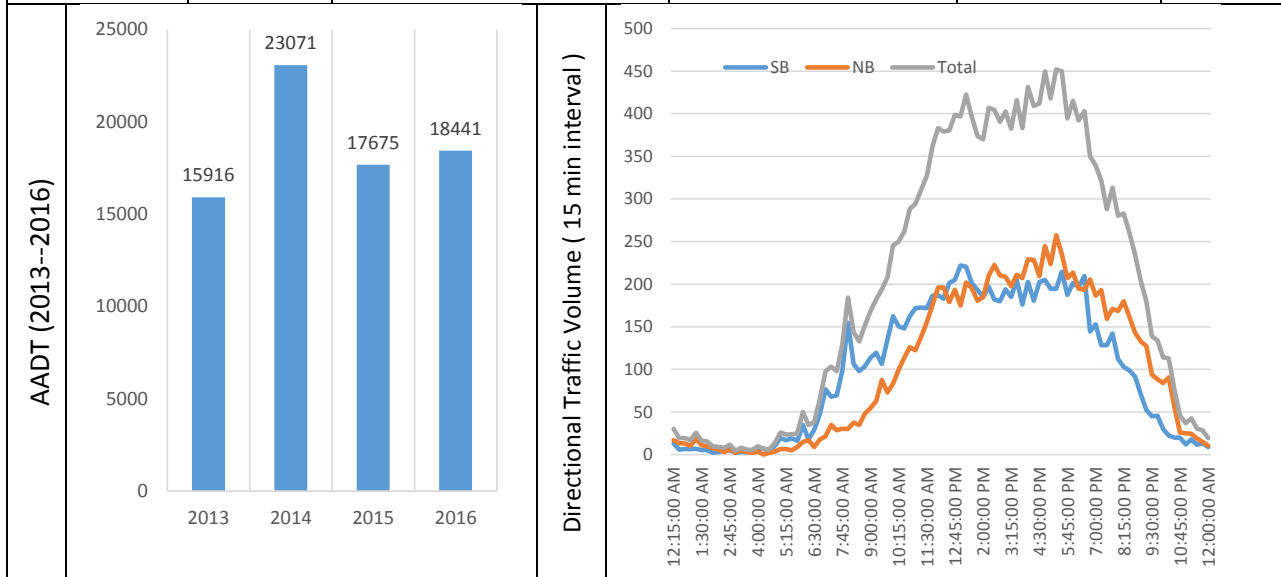 AADT (2013--2016)
25000
20000
15000
10000
5000
0
15916
23071
17675
18441
2013
2014
2015
2016
Directional Traffic Volume ( 15 min interval )
500
450
400
350
300
250
200
150
100
50
0
SB
NB
Total
12:15:00 AM
1:30:00 AM
2:45:00 AM
4:00:00 AM
5:15:00 AM
6:30:00 AM
7:45:00 AM
9:00:00 AM
10:15:00 AM
11:30:00 AM
12:45:00 PM
2:00:00 PM
3:15:00 PM
4:30:00 PM
5:45:00 PM
7:00:00 PM
8:15:00 PM
9:30:00 PM
10:45:00 PM
12:00:00 AM